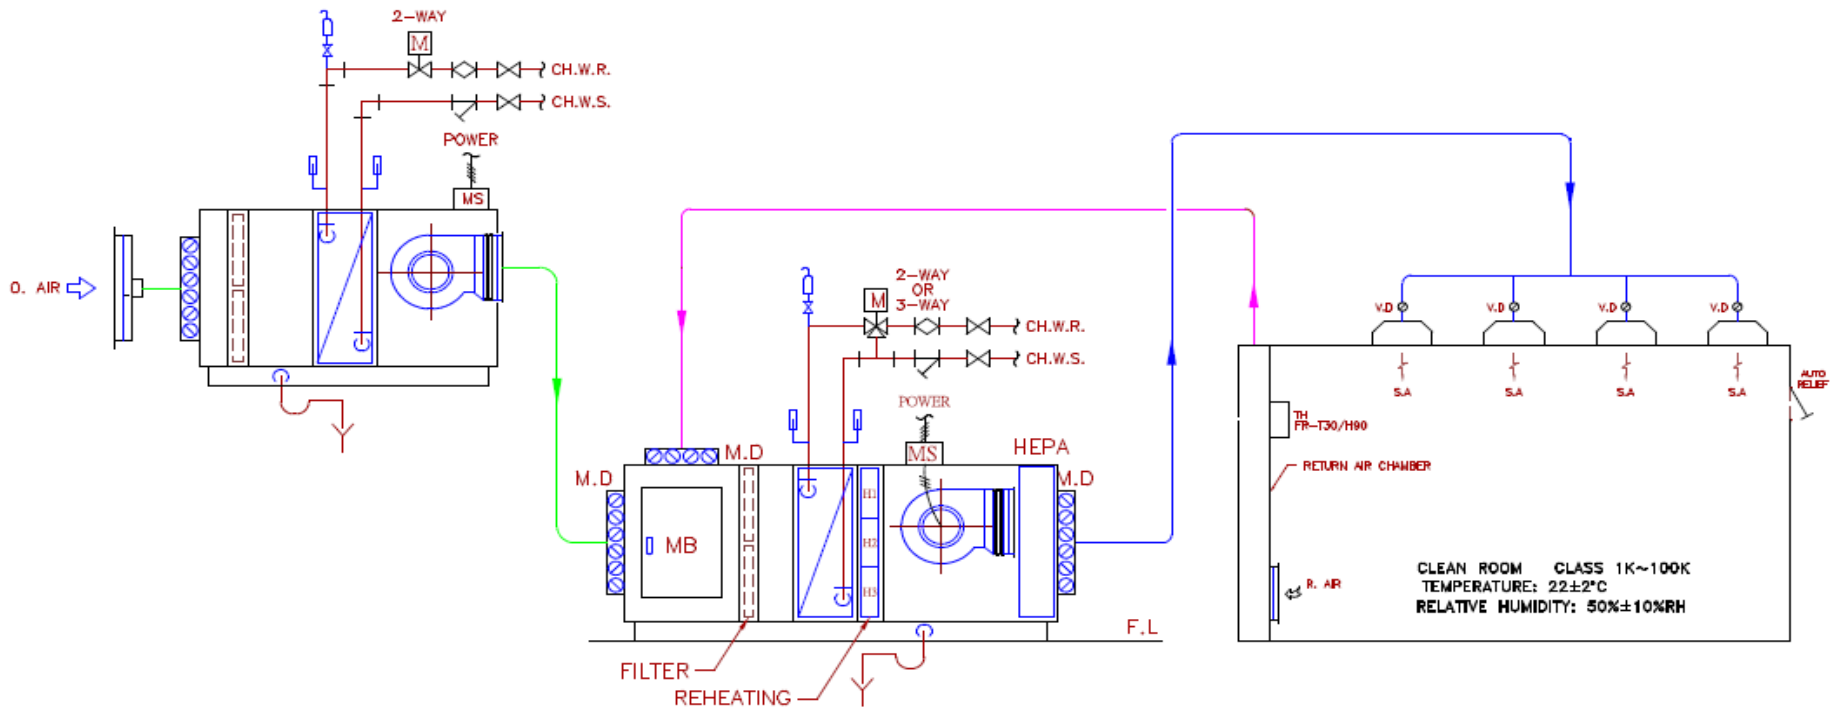 2-WAY
M
CH.W.R.
CH.W.S.
POWER
MS
O. AIR
2-WAY
OR
3-WAY
M
CH.W.R.
CH.W.S.
POWER
MS
HEPA
M.D
M.D
M.D
MB
H1
H2
H3
F.L
FILTER
REHEATING
V.D
V.D
V.D
V.D
S.A
S.A
S.A
S.A
AUTO
RELIEF
TH
FR-T30/H90
RETURN AIR CHAMBER
R. AIR
CLEAN ROOM CLASS 1K~100K
TEMPERATURE: 22±2°C
RELATIVE HUMIDITY: 50%±10%RH